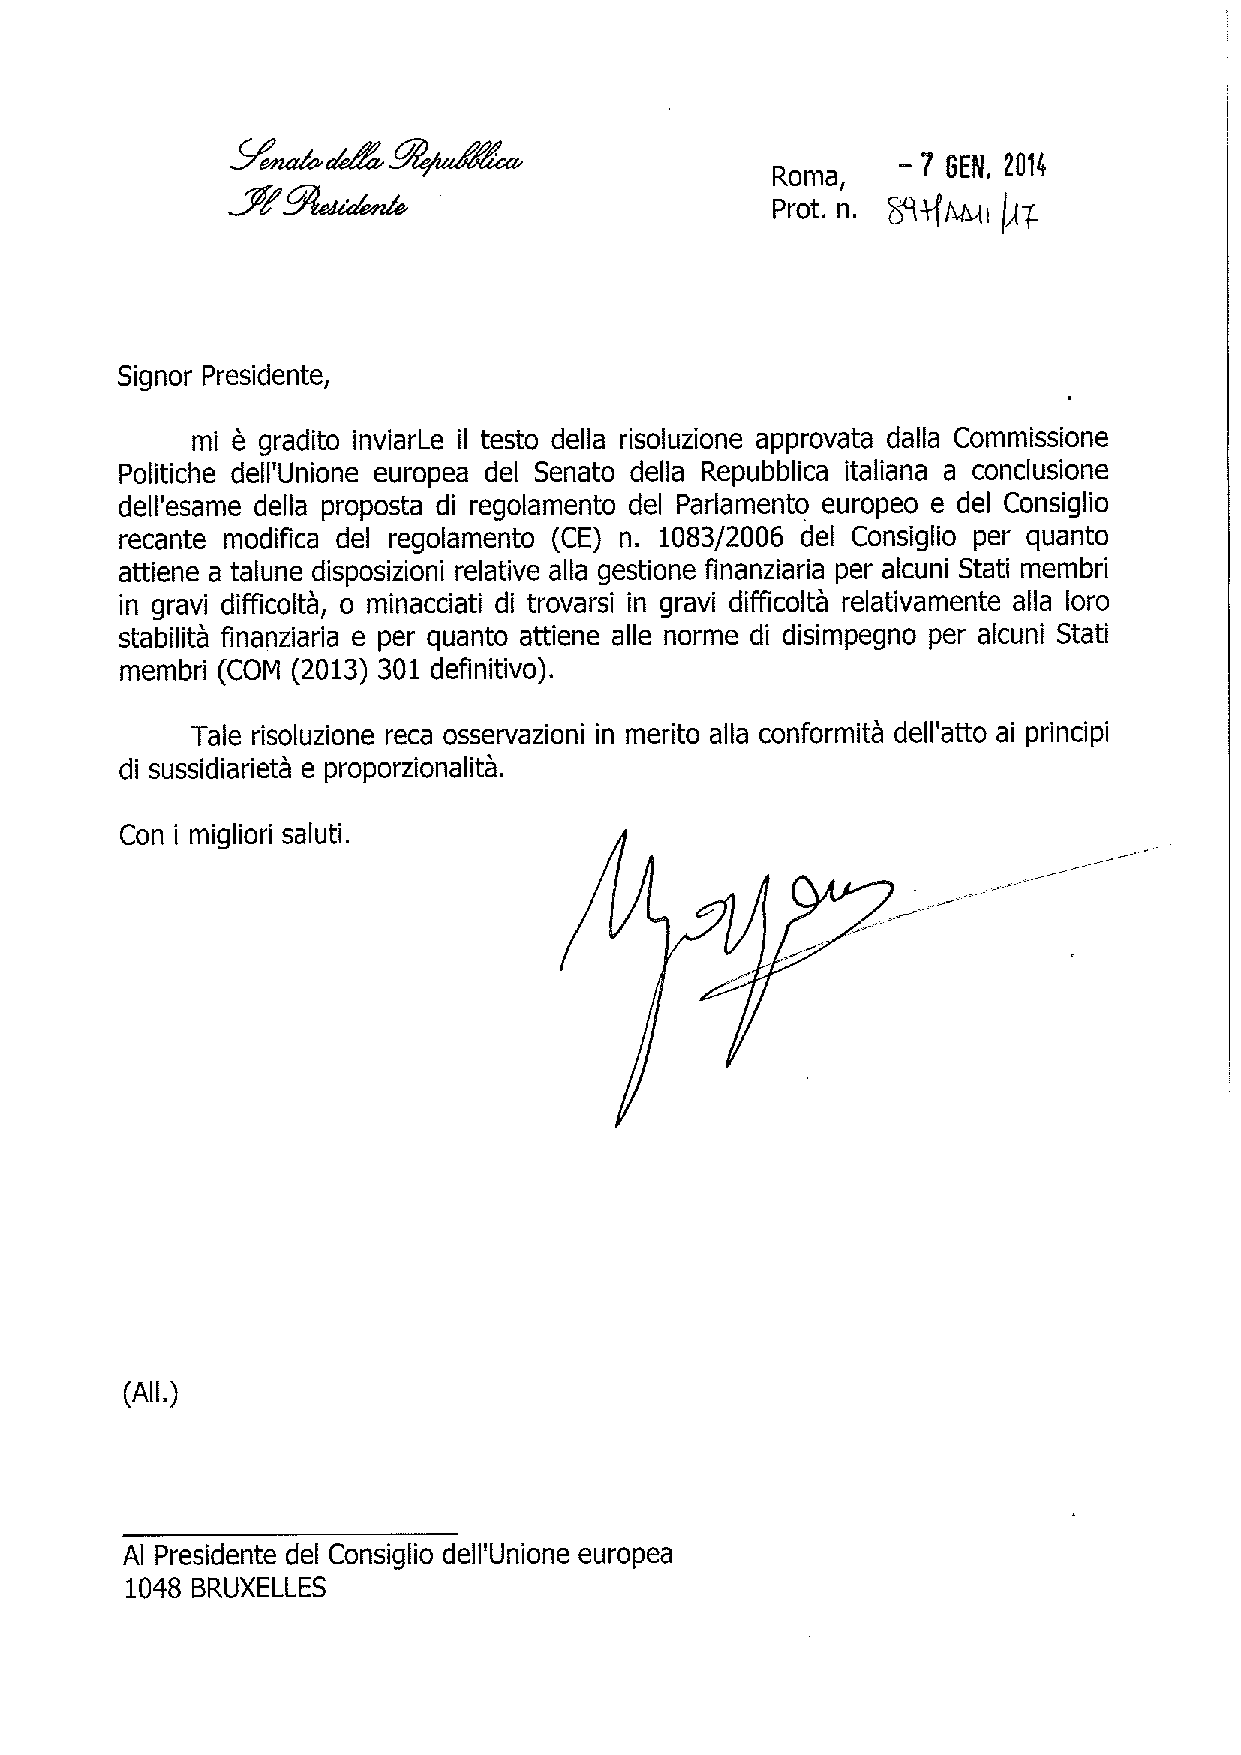 Senato della Repubblica
Il Presidente
Roma, - 7 GEN. 2014
Prot. n.
Signor Presidente,
mi è gradito inviarLe il testo della risoluzione approvata dalla Commissione
Politiche dell'Unione europea del Senato della Repubblica italiana a conclusione
dell'esame della proposta di regolamento del Parlamento europeo e del Consiglio
recante modifica del regolamento (CE) n. 1083/2006 del Consiglio per quanto
attiene a talune disposizioni relative alla gestione finanziaria per alcuni Stati membri
in gravi difficoltà, o minacciati di trovarsi in gravi difficoltà relativamente alla loro
stabilità finanziaria e per quanto attiene alle norme di disimpegno per alcuni Stati
membri (COM (2013) 301 definitivo).
Tale risoluzione reca osservazioni in merito alla conformità dell'atto ai principi
di sussidiarietà e proporzionalità.
Con i migliori saluti.
(All.)
Al Presidente del Consiglio dell'Unione europea
1048 BRUXELLES